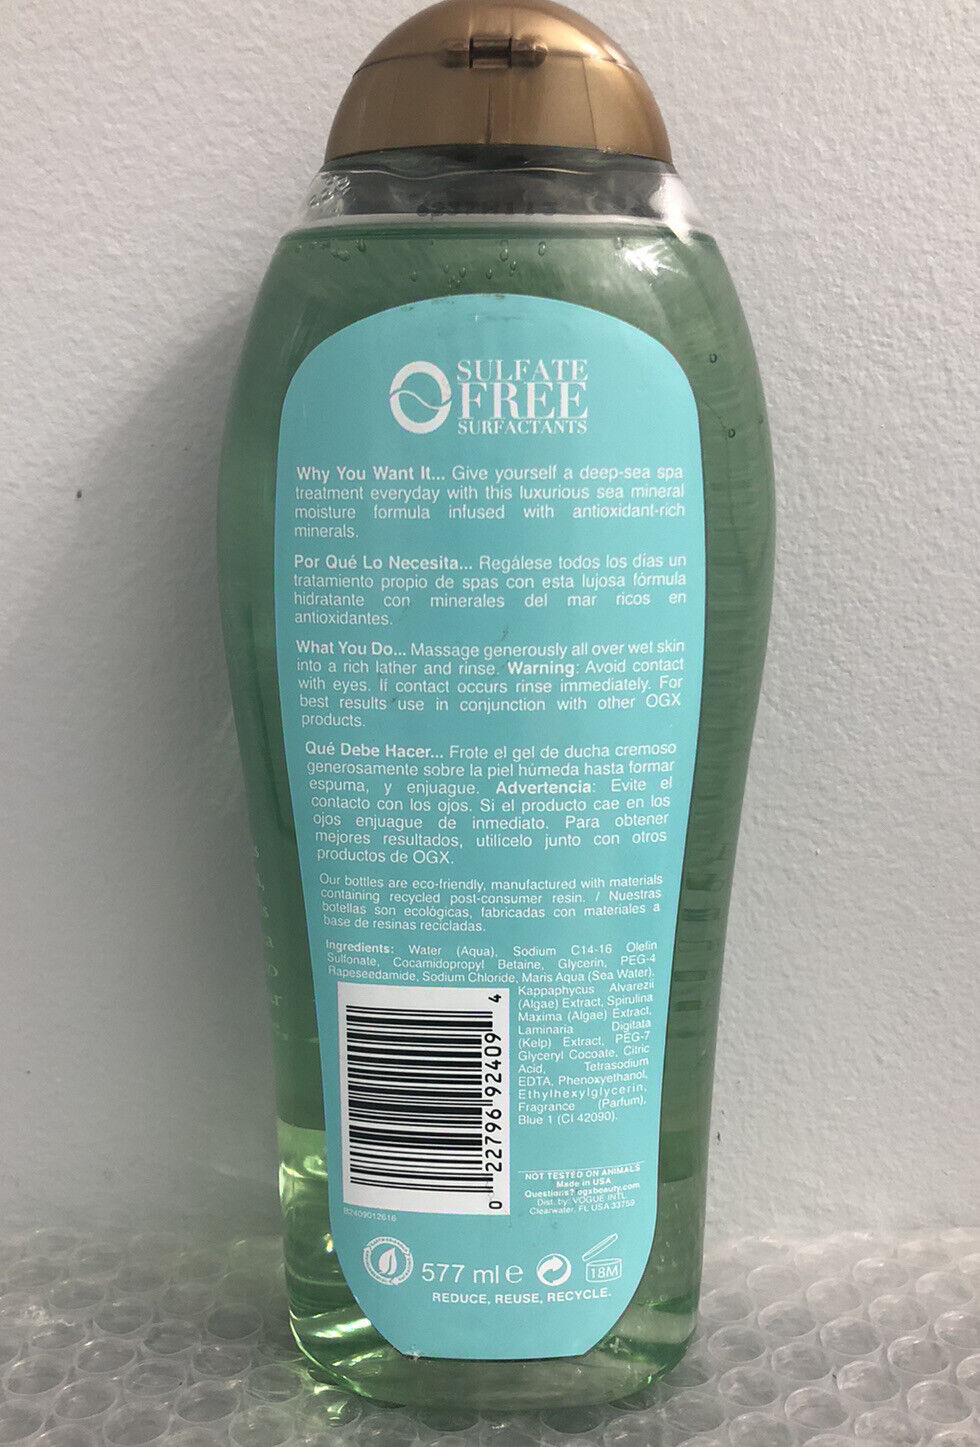 SULFATE
FREE
SURFACTANTS
Why You Want It... Give yourself a deep-sea spa
treatment everyday with this luxurious sea mineral
moisture formula infused with antioxidant-rich
minerals.
Por Qué Lo Necesita... Regálese todos los días un
tratamiento propio de spas con esta lujosa fórmula
hidratante con minerales del mar ricos en
antioxidantes.
What You Do... Massage generously all over wet skin
into a rich lather and rinse. Warning: Avoid contact
with eyes. If contact occurs rinse immediately. For
best results use in conjunction with other OGX
products.
Qué Debe Hacer... Frote el gel de ducha cremoso
generosamente sobre la piel húmeda hasta formar
espuma, y enjuague. Advertencia: Evite el
contacto con los ojos. Si el producto cae en los
ojos enjuague de inmediato. Para obtener
mejores resultados, utilícelo junto con otros
productos de OGX.
Our bottles are eco-friendly, manufactured with materials
containing recycled post-consumer resin. / Nuestras
botellas son ecológicas, fabricadas con materiales a
base de resinas recicladas.
Ingredients: Water (Aqua), Sodium C14-16 Olefin
Sulfonate, Cocamidopropyl Betaine, Glycerin, PEG-4
Rapeseedamide, Sodium Chloride, Maris Aqua (Sea Water),
Kappaphycus Alvarezii
(Algae) Extract, Spirulina
Maxima (Algae) Extract,
Laminaria Digitata
(Kelp) Extract, PEG-7
Glyceryl Cocoate, Citric
Acid, Tetrasodium
EDTA, Phenoxyethanol,
Ethylhexylglycerin,
Fragrance (Parfum),
Blue 1 (CI 42090).
0 22796 92409 4
B2409012616
NOT TESTED ON ANIMALS
Made in USA
Questions? ogxbeauty.com
Dist. by: VOGUE INT'L
Clearwater, FL USA 33759
577 ml e
18M
REDUCE, REUSE, RECYCLE.